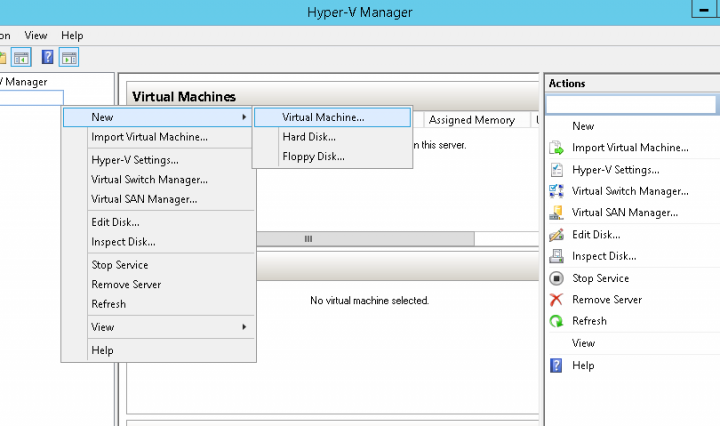 Hyper-V Manager
View Help
Manager
Virtual Machines
Assigned Memory
n this server.
No virtual machine selected.
New
Import Virtual Machine...
Hyper-V Settings...
Virtual Switch Manager...
Virtual SAN Manager...
Edit Disk...
Inspect Disk...
Stop Service
Remove Server
Refresh
View
Help
Virtual Machine...
Hard Disk...
Floppy Disk...
Actions
New
Import Virtual Machine...
Hyper-V Settings...
Virtual Switch Manager...
Virtual SAN Manager...
Edit Disk...
Inspect Disk...
Stop Service
Remove Server
Refresh
View
Help